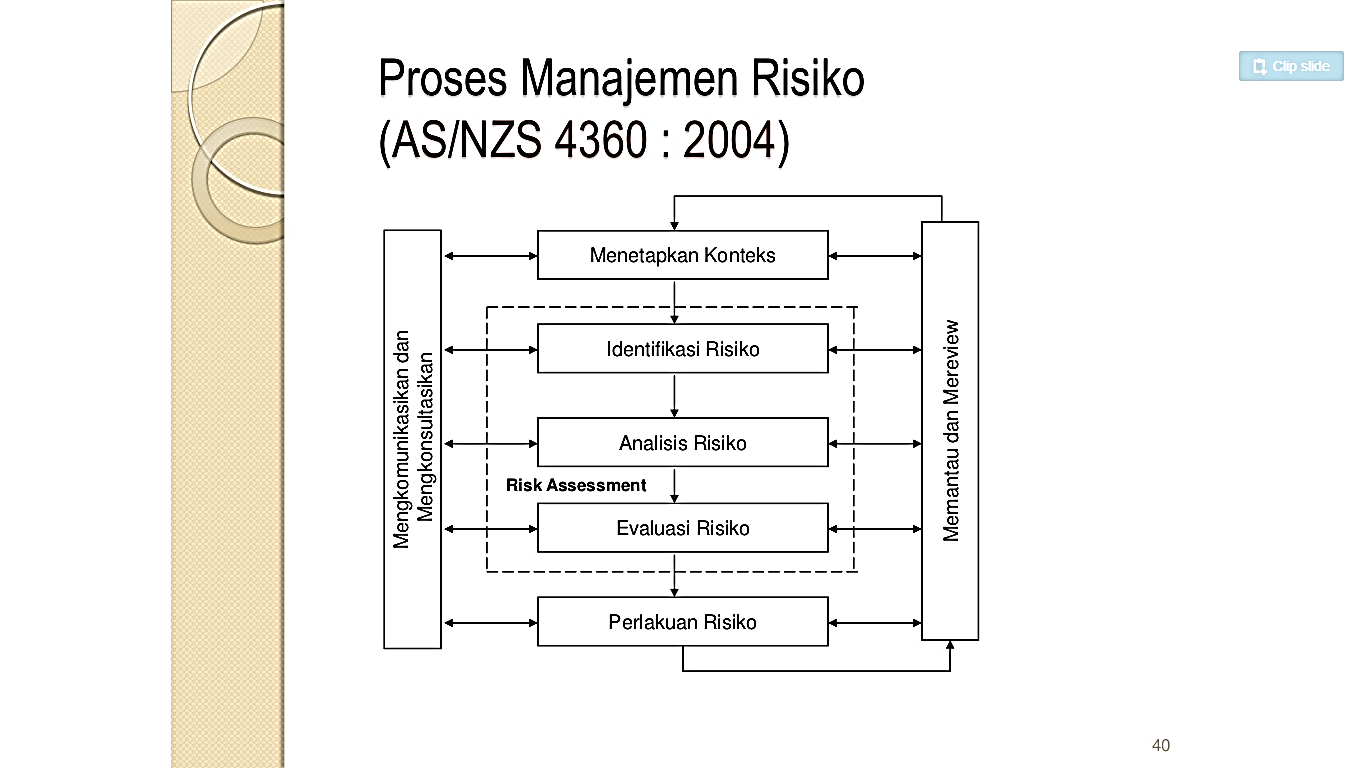 Proses Manajemen Risiko
(AS/NZS 4360 : 2004)
Clip slide
Mengkomunikasikan dan
Mengkonsultasikan
Menetapkan Konteks
Identifikasi Risiko
Analisis Risiko
Risk Assessment
Evaluasi Risiko
Perlakuan Risiko
Memantau dan Mereview
40